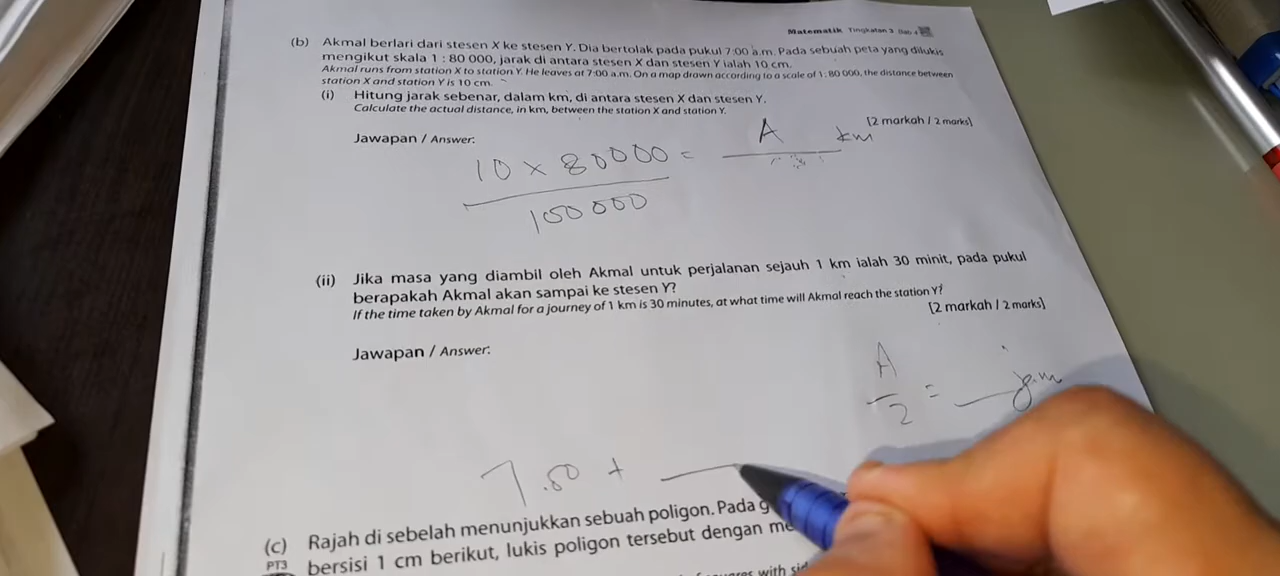 Matematik Tingkatan 3 Bab 4
(b) Akmal berlari dari stesen X ke stesen Y. Dia bertolak pada pukul 7:00 a.m. Pada sebuah peta yang dilukis
mengikut skala 1 : 80 000, jarak di antara stesen X dan stesen Y ialah 10 cm.
Akmal runs from station X to station Y. He leaves at 7:00 a.m. On a map drawn according to a scale of 1 : 80 000, the distance between
station X and station Y is 10 cm.
(i) Hitung jarak sebenar, dalam km, di antara stesen X dan stesen Y.
Calculate the actual distance, in km, between the station X and station Y.
[2 markah / 2 marks]
Jawapan / Answer:
10 × 80000 = A km
100000
(ii) Jika masa yang diambil oleh Akmal untuk perjalanan sejauh 1 km ialah 30 minit, pada pukul
berapakah Akmal akan sampai ke stesen Y?
If the time taken by Akmal for a journey of 1 km is 30 minutes, at what time will Akmal reach the station Y?
[2 markah / 2 marks]
Jawapan / Answer:
A
2 = jam
7.00 +
(c) Rajah di sebelah menunjukkan sebuah poligon. Pada
PT3 bersisi 1 cm berikut, lukis poligon tersebut dengan
with